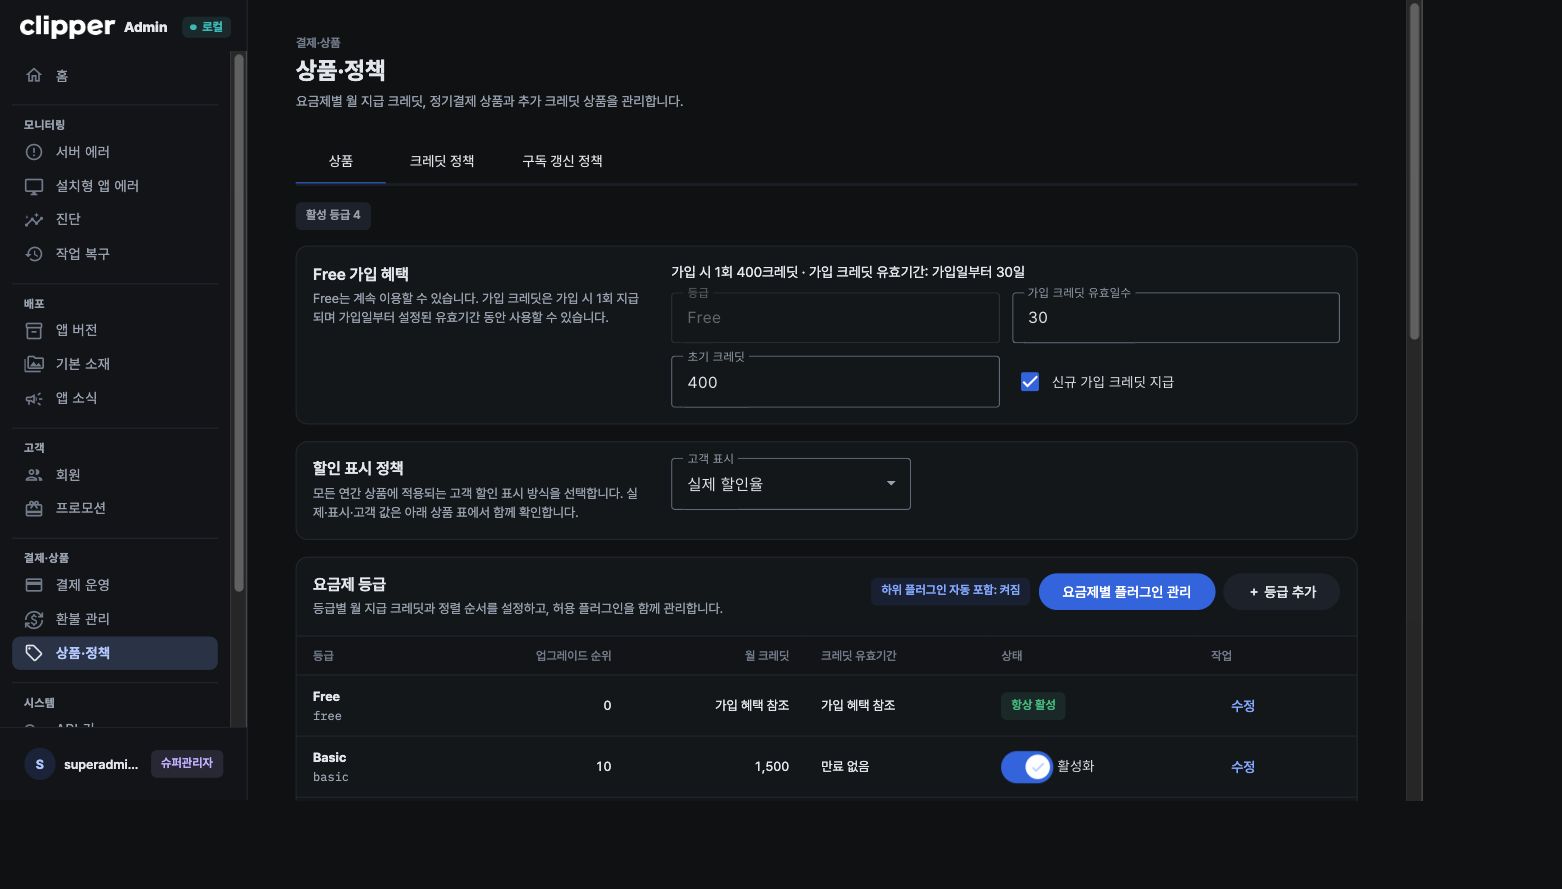 clipper Admin 로컬
홈
모니터링
서버 에러
설치형 앱 에러
진단
작업 복구
배포
앱 버전
기본 소재
앱 소식
고객
회원
프로모션
결제·상품
결제 운영
환불 관리
상품·정책
시스템
S superadmi... 슈퍼관리자
결제·상품
상품·정책
요금제별 월 지급 크레딧, 정기결제 상품과 추가 크레딧 상품을 관리합니다.
상품 크레딧 정책 구독 갱신 정책
활성 등급 4
Free 가입 혜택
Free는 계속 이용할 수 있습니다. 가입 크레딧은 가입 시 1회 지급
되며 가입일부터 설정된 유효기간 동안 사용할 수 있습니다.
가입 시 1회 400크레딧 · 가입 크레딧 유효기간: 가입일부터 30일
등급
Free
가입 크레딧 유효일수
30
초기 크레딧
400
신규 가입 크레딧 지급
할인 표시 정책
모든 연간 상품에 적용되는 고객 할인 표시 방식을 선택합니다. 실
제·표시·고객 값은 아래 상품 표에서 함께 확인합니다.
고객 표시
실제 할인율
요금제 등급
등급별 월 지급 크레딧과 정렬 순서를 설정하고, 허용 플러그인을 함께 관리합니다.
하위 플러그인 자동 포함: 켜짐
요금제별 플러그인 관리
+ 등급 추가
등급 업그레이드 순위 월 크레딧 크레딧 유효기간 상태 작업
Free
free
0 가입 혜택 참조 가입 혜택 참조 항상 활성 수정
Basic
basic
10 1,500 만료 없음 활성화 수정